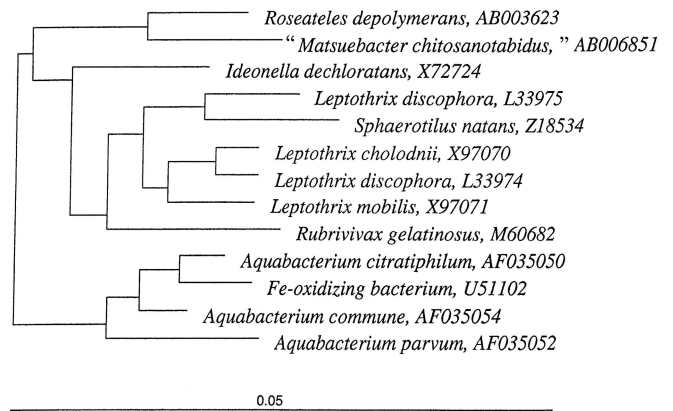 Roseateles depolymerans, AB003623
“Matsuebacter chitosanotabidus,” AB006851
Ideonella dechloratans, X72724
Leptothrix discophora, L33975
Sphaerotilus natans, Z18534
Leptothrix cholodnii, X97070
Leptothrix discophora, L33974
Leptothrix mobilis, X97071
Rubrivivax gelatinosus, M60682
Aquabacterium citratiphilum, AF035050
Fe-oxidizing bacterium, U51102
Aquabacterium commune, AF035054
Aquabacterium parvum, AF035052
0.05